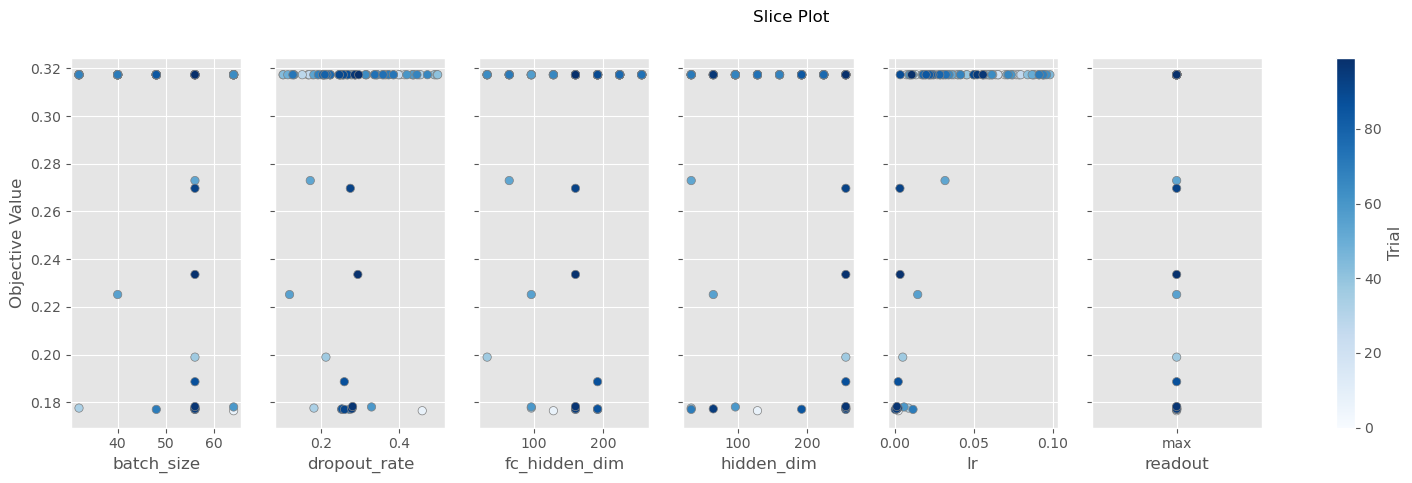 Slice Plot
Objective Value
0.32
0.30
0.28
0.26
0.24
0.22
0.20
0.18
40 50 60
batch_size
0.2 0.4
dropout_rate
100 200
fc_hidden_dim
100 200
hidden_dim
0.00 0.05 0.10
lr
max
readout
80
60
40
20
0
Trial